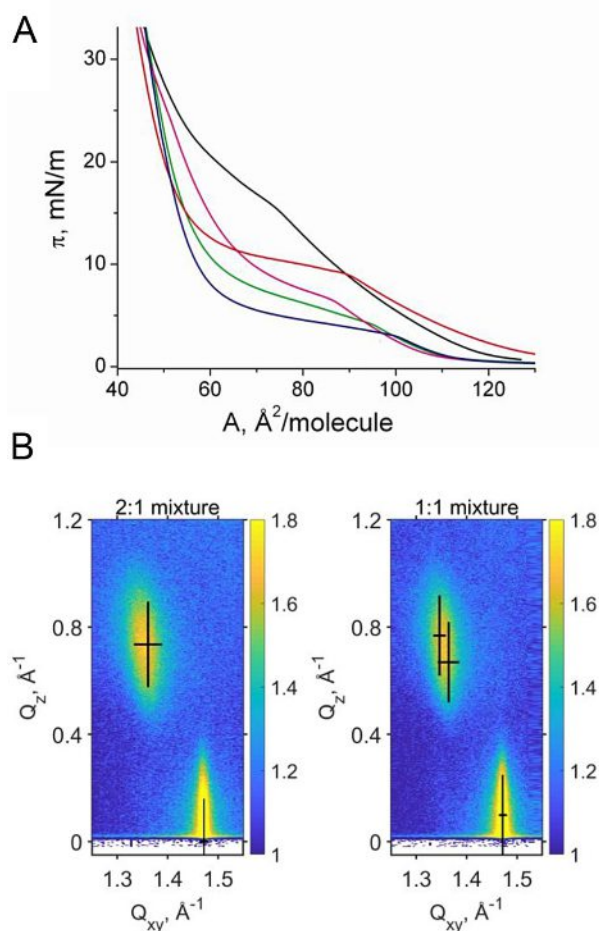 A
π, mN/m
30
20
10
0
40 60 80 100 120
A, Å²/molecule
B
2:1 mixture 1:1 mixture
1.2 1.8 1.2 1.8
0.8 1.6 0.8 1.6
Q_z, Å⁻¹ Q_z, Å⁻¹
0.4 1.4 0.4 1.4
1.2 1.2
0 1 0 1
1.3 1.4 1.5 1.3 1.4 1.5
Q_xy, Å⁻¹ Q_xy, Å⁻¹